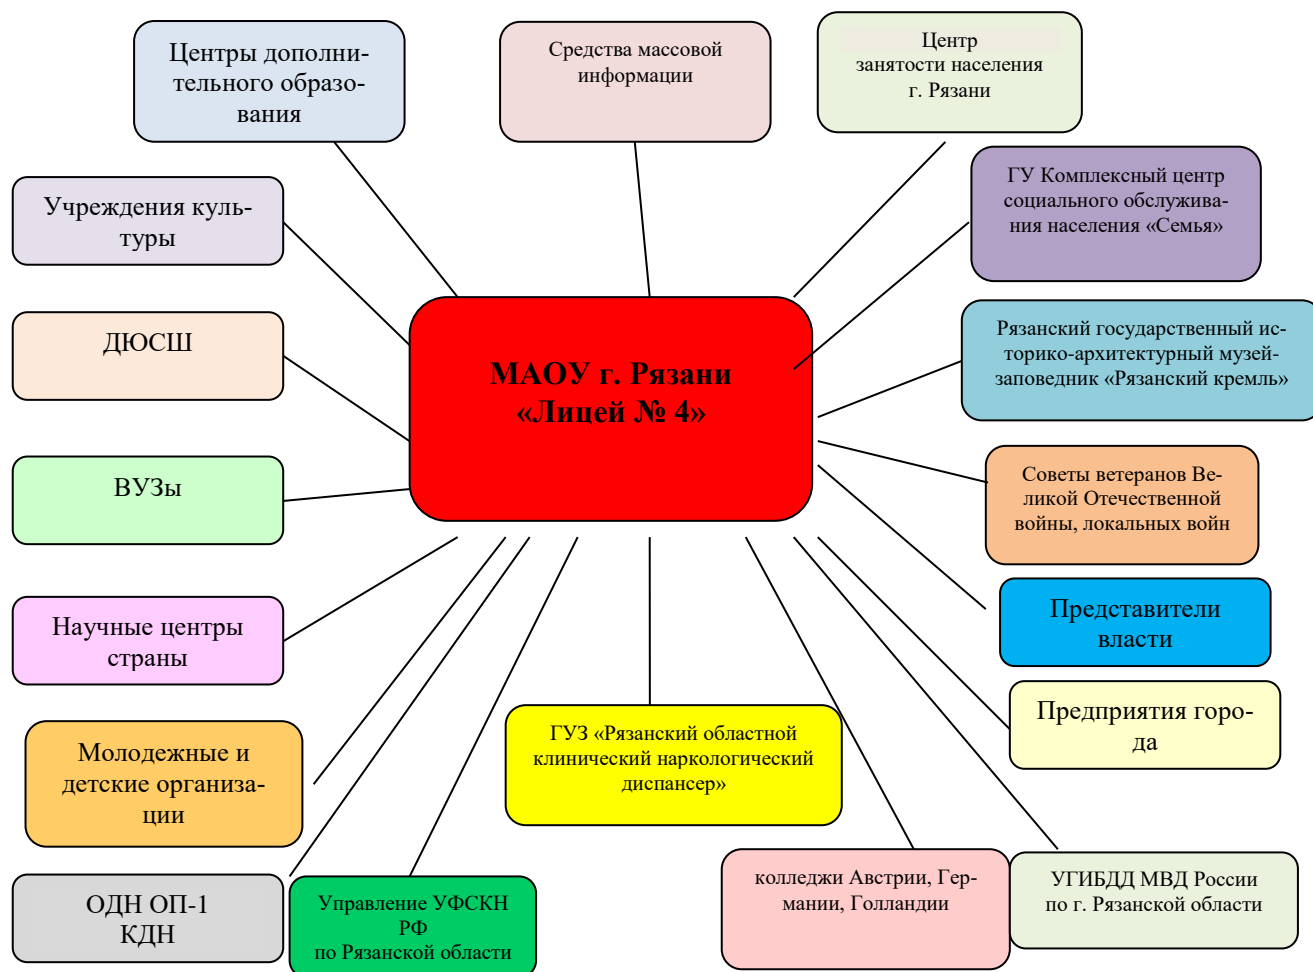 Центры дополни-
тельного образо-
вания
Средства массовой
информации
Центр
занятости населения
г. Рязани
ГУ Комплексный центр
социального обслужива-
ния населения «Семья»
Учреждения куль-
туры
ДЮСШ
МАОУ г. Рязани
«Лицей № 4»
Рязанский государственный ис-
торико-архитектурный музей-
заповедник «Рязанский кремль»
ВУЗы
Советы ветеранов Ве-
ликой Отечественной
войны, локальных войн
Научные центры
страны
Представители
власти
Молодежные и
детские организа-
ции
ГУЗ «Рязанский областной
клинический наркологический
диспансер»
Предприятия горо-
да
ОДН ОП-1
КДН
Управление УФСКН
РФ
по Рязанской области
колледжи Австрии, Гер-
мании, Голландии
УГИБДД МВД России
по г. Рязанской области